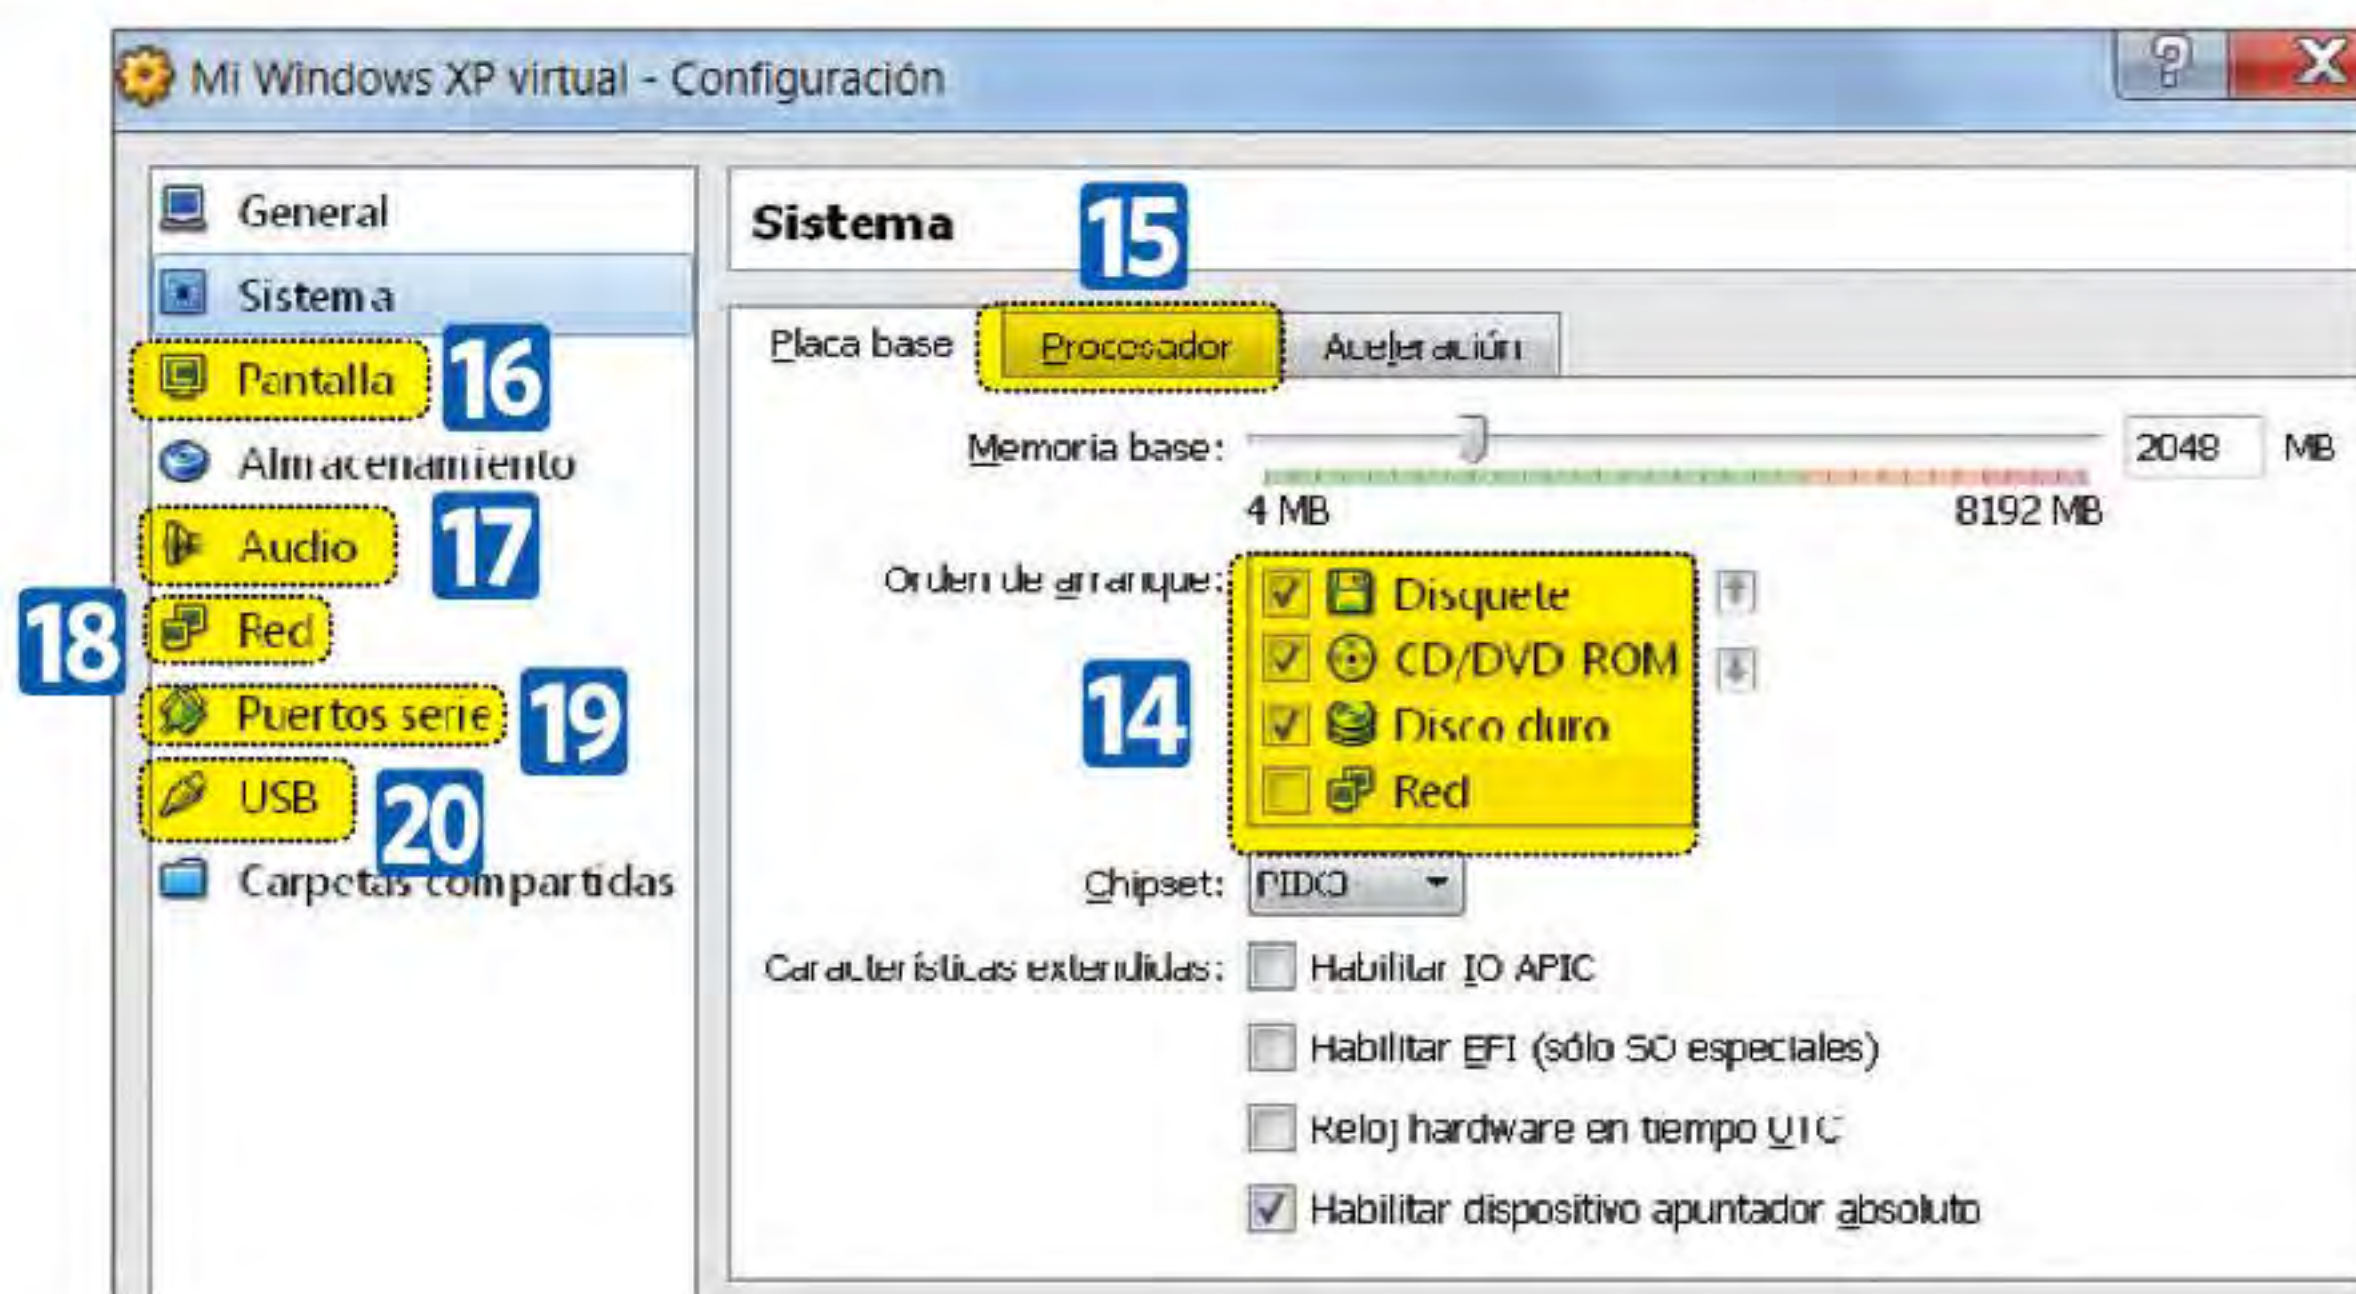 Mi Windows XP virtual - Configuración
General
Sistema
16
Pantalla
Almacenamiento
17
Audio
18
Red
19
Puertos serie
USB
20
Carpetas compartidas
Sistema
15
Placa base
Procesador
Aceleración
Memoria base:
2048 MB
4 MB
8192 MB
Orden de arranque:
14
Disquete
CD/DVD ROM
Disco duro
Red
Chipset:
Características extendidas:
Habilitar IO APIC
Habilitar EFI (sólo SO especiales)
Reloj hardware en tiempo UTC
Habilitar dispositivo apuntador absoluto